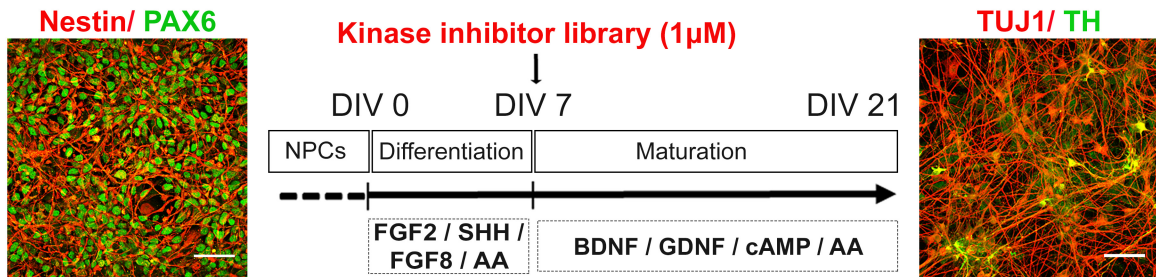 Nestin/ PAX6
Kinase inhibitor library (1µM)
TUJ1/ TH
DIV 0
DIV 7
DIV 21
NPCs
Differentiation
Maturation
FGF2 / SHH /
FGF8 / AA
BDNF / GDNF / cAMP / AA